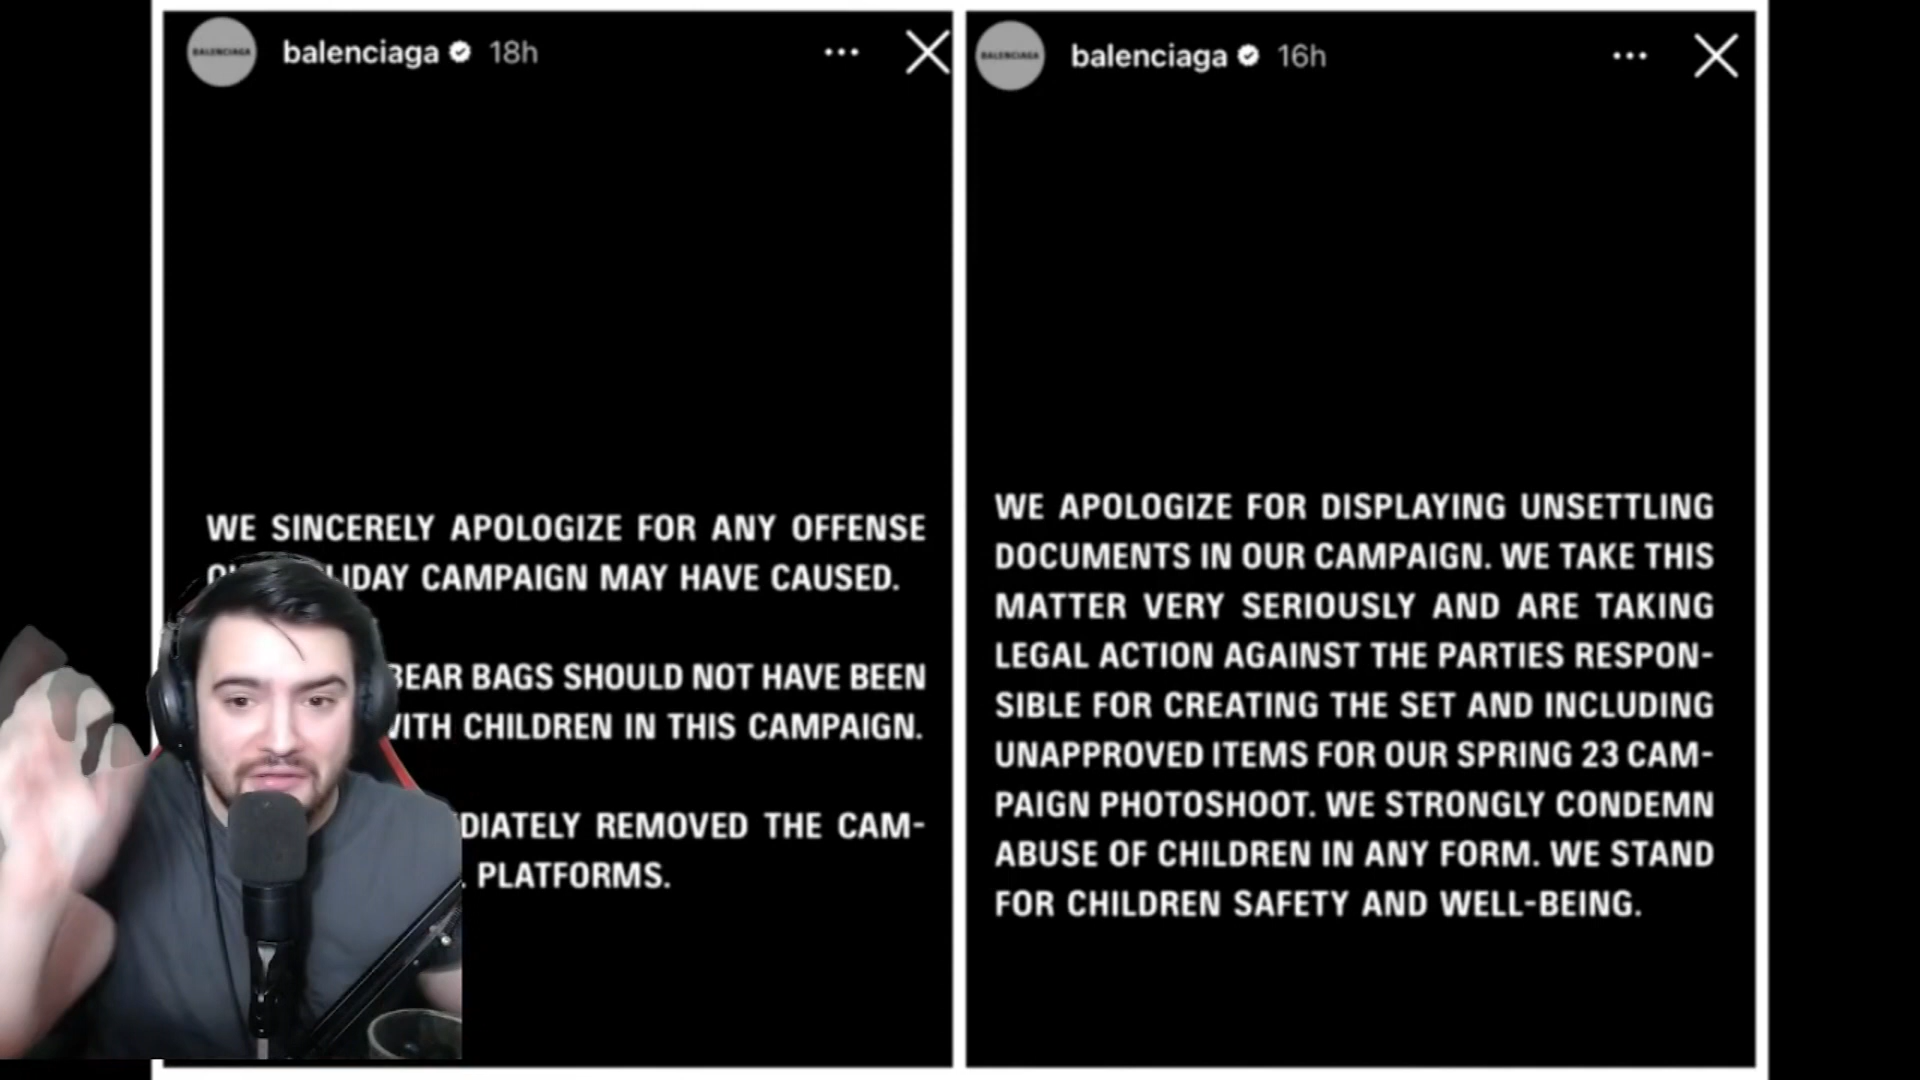 BALENCIAGA
balenciaga 18h
WE SINCERELY APOLOGIZE FOR ANY OFFENSE
CAMPAIGN MAY HAVE CAUSED.
BEAR BAGS SHOULD NOT HAVE BEEN
WITH CHILDREN IN THIS CAMPAIGN.
REMOVED THE CAM-
PLATFORMS.
BALENCIAGA
balenciaga 16h
WE APOLOGIZE FOR DISPLAYING UNSETTLING
DOCUMENTS IN OUR CAMPAIGN. WE TAKE THIS
MATTER VERY SERIOUSLY AND ARE TAKING
LEGAL ACTION AGAINST THE PARTIES RESPON-
SIBLE FOR CREATING THE SET AND INCLUDING
UNAPPROVED ITEMS FOR OUR SPRING 23 CAM-
PAIGN PHOTOSHOOT. WE STRONGLY CONDEMN
ABUSE OF CHILDREN IN ANY FORM. WE STAND
FOR CHILDREN SAFETY AND WELL-BEING.